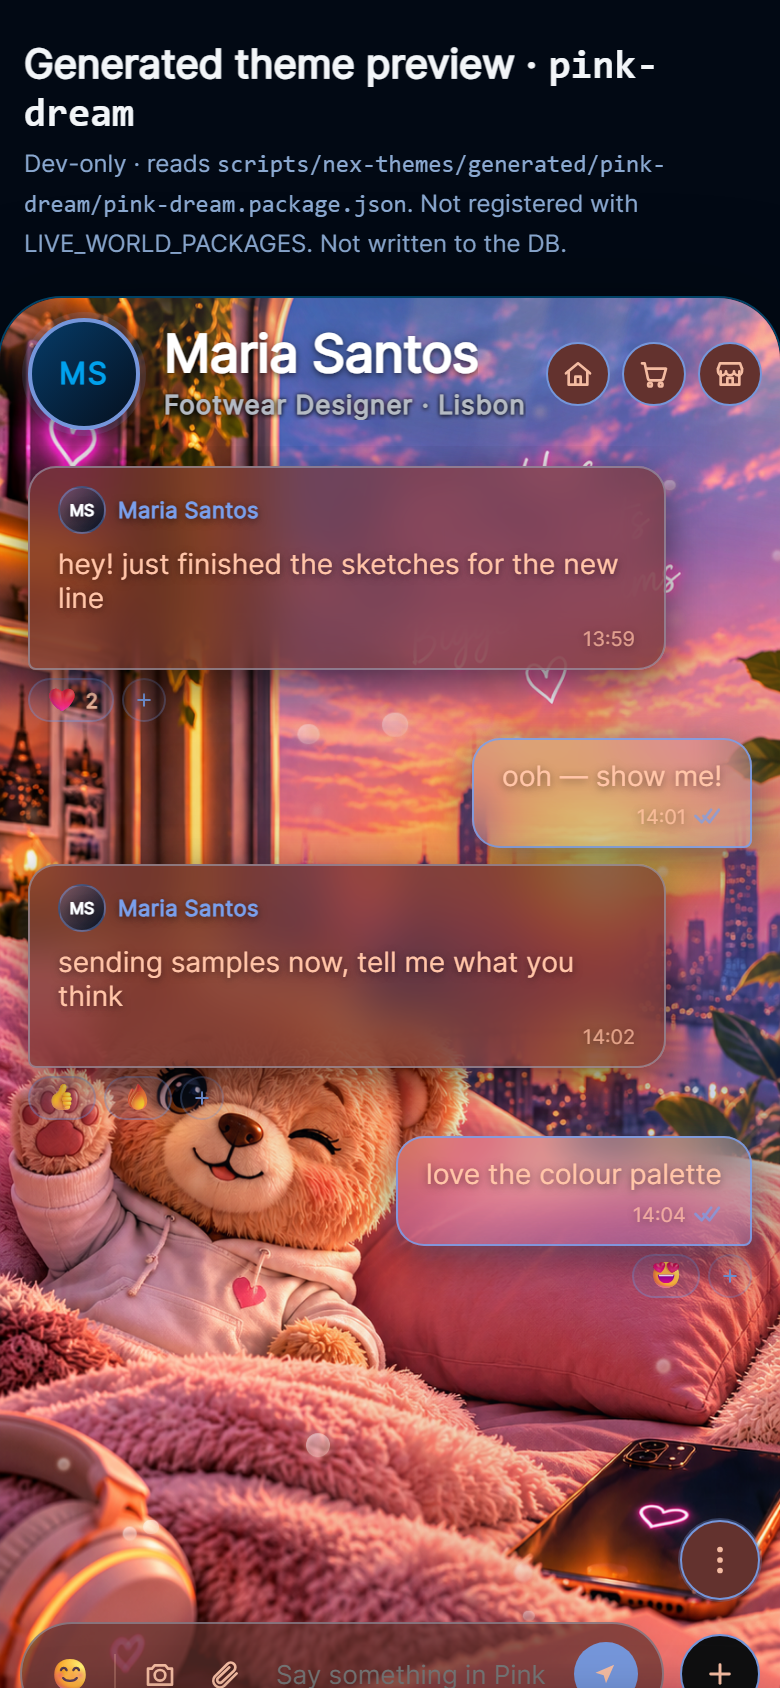 Generated theme preview · pink-
dream
Dev-only · reads scripts/nex-themes/generated/pink-
dream/pink-dream.package.json. Not registered with
LIVE_WORLD_PACKAGES. Not written to the DB.
MS
Maria Santos
Footwear Designer · Lisbon
MS Maria Santos
hey! just finished the sketches for the new
line
13:59
❤️ 2 +
ooh — show me!
14:01
MS Maria Santos
sending samples now, tell me what you
think
14:02
👍 🔥 +
love the colour palette
14:04
😍 +
Say something in Pink